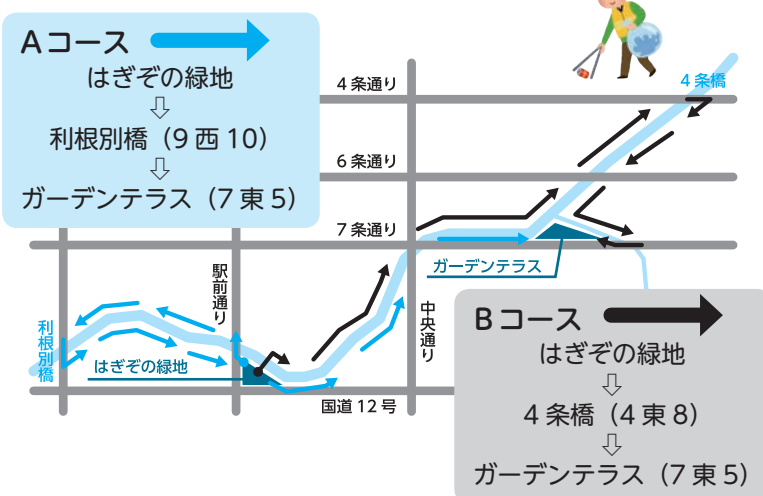 Aコース
はぎぞの緑地
⇩
利根別橋（9西10）
⇩
ガーデンテラス（7東5）
4条通り
4条橋
6条通り
7条通り
駅前通り
ガーデンテラス
中央通り
利根別橋
はぎぞの緑地
国道12号
Bコース
はぎぞの緑地
⇩
4条橋（4東8）
⇩
ガーデンテラス（7東5）